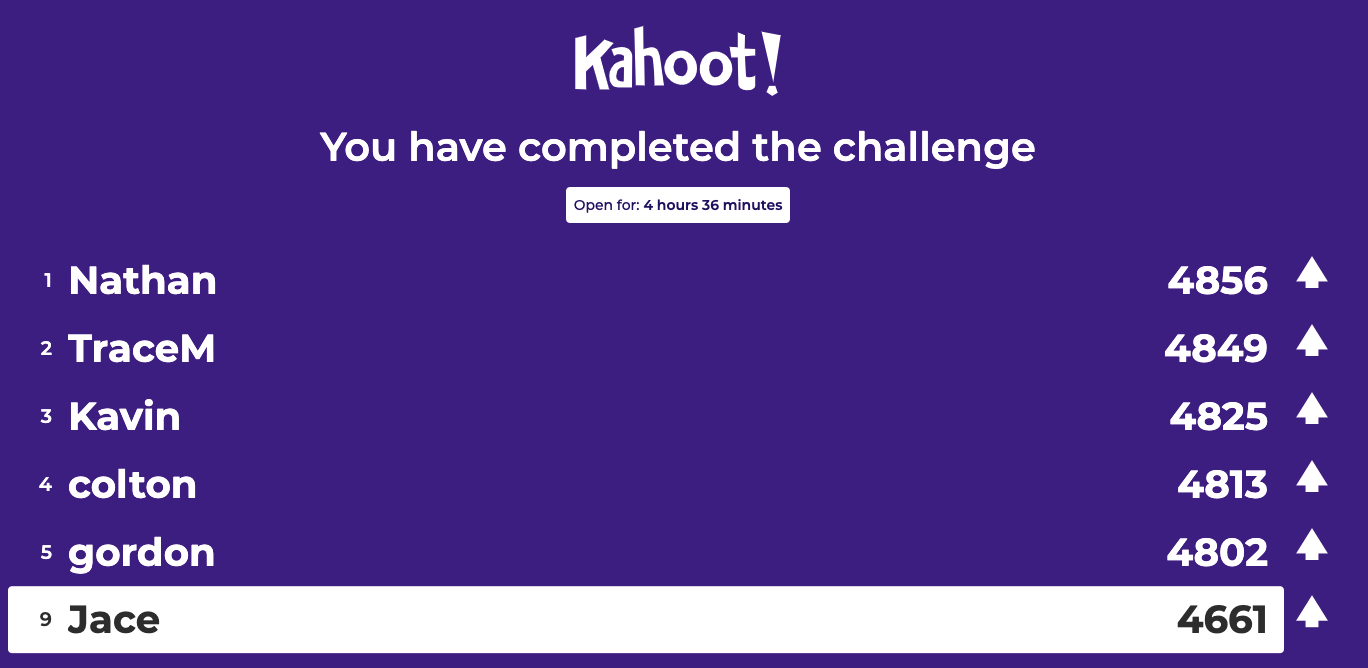 Kahoot!
You have completed the challenge
Open for: 4 hours 36 minutes
1 Nathan 4856
2 TraceM 4849
3 Kavin 4825
4 colton 4813
5 gordon 4802
9 Jace 4661